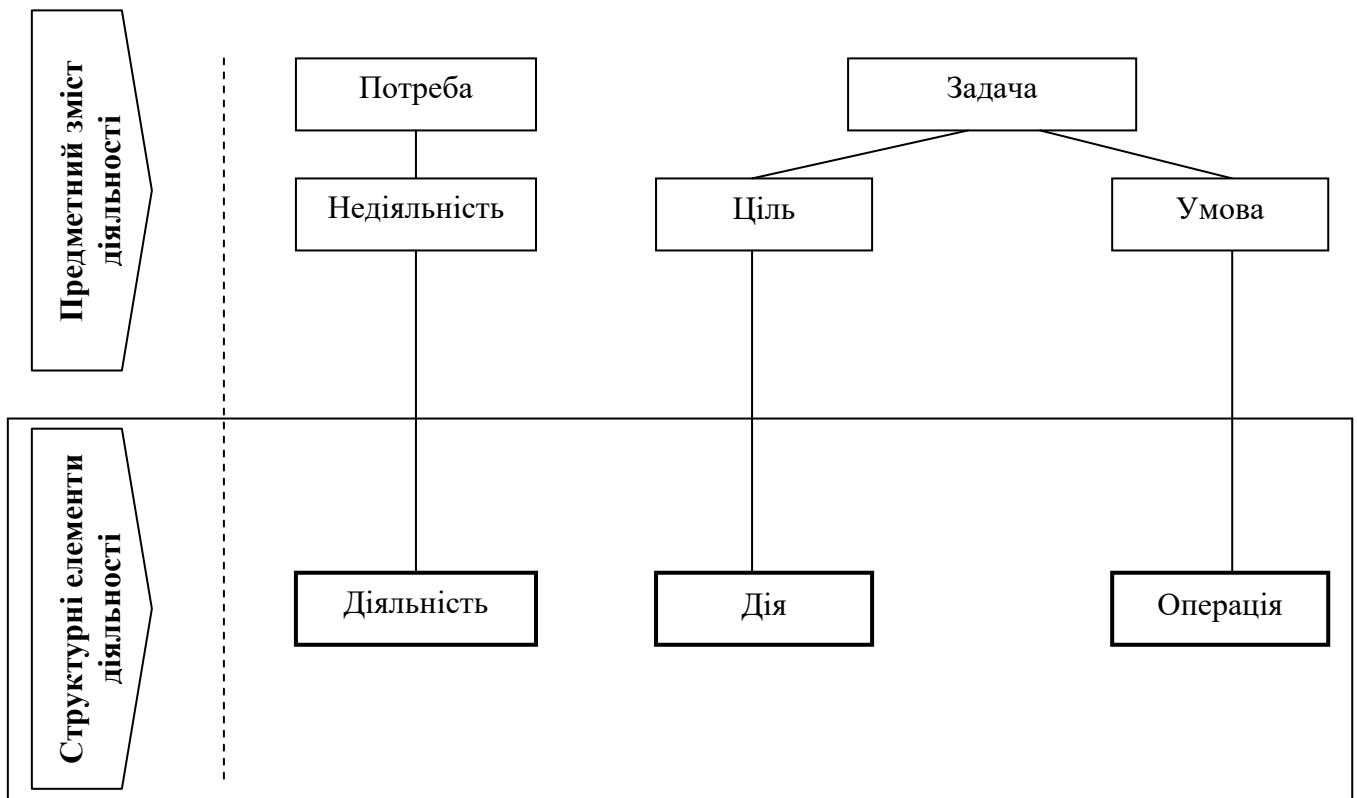 Предметний зміст
діяльності
Потреба
Задача
Недіяльність
Ціль
Умова
Структурні елементи
діяльності
Діяльність
Дія
Операція